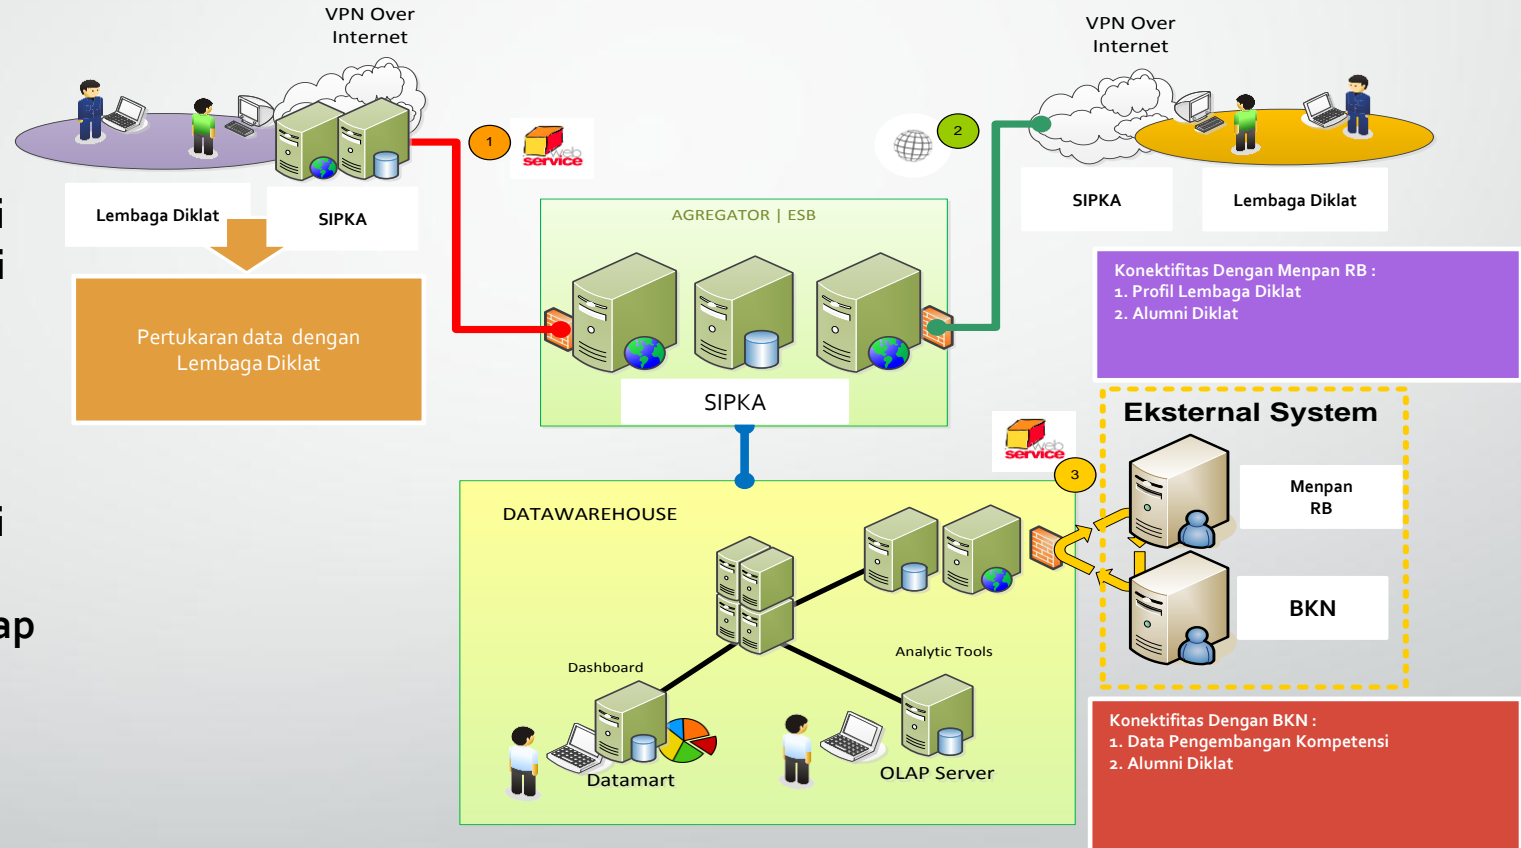 VPN Over
Internet
VPN Over
Internet
1
web
service
2
Lembaga Diklat
SIPKA
SIPKA
Lembaga Diklat
AGREGATOR | ESB
i
i
Pertukaran data dengan
Lembaga Diklat
Konektifitas Dengan Menpan RB :
1. Profil Lembaga Diklat
2. Alumni Diklat
SIPKA
Eksternal System
web
service
3
Menpan
RB
DATAWAREHOUSE
i
BKN
ap
Dashboard
Analytic Tools
Datamart
OLAP Server
Konektifitas Dengan BKN :
1. Data Pengembangan Kompetensi
2. Alumni Diklat